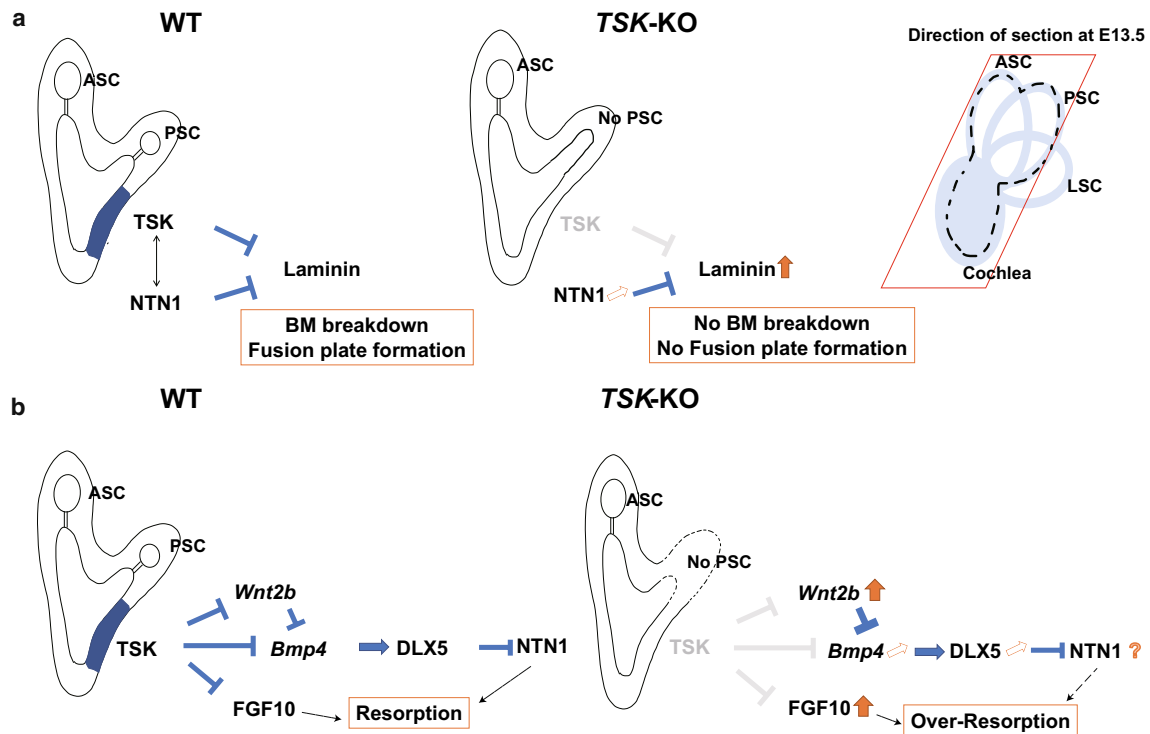 a
WT
TSK-KO
Direction of section at E13.5
ASC
PSC
TSK
NTN1
Laminin
BM breakdown
Fusion plate formation
ASC
No PSC
TSK
NTN1
Laminin
No BM breakdown
No Fusion plate formation
ASC
PSC
LSC
Cochlea
b
WT
TSK-KO
ASC
PSC
TSK
Wnt2b
Bmp4
DLX5
NTN1
FGF10
Resorption
ASC
No PSC
TSK
Wnt2b
Bmp4
DLX5
NTN1 ?
FGF10
Over-Resorption